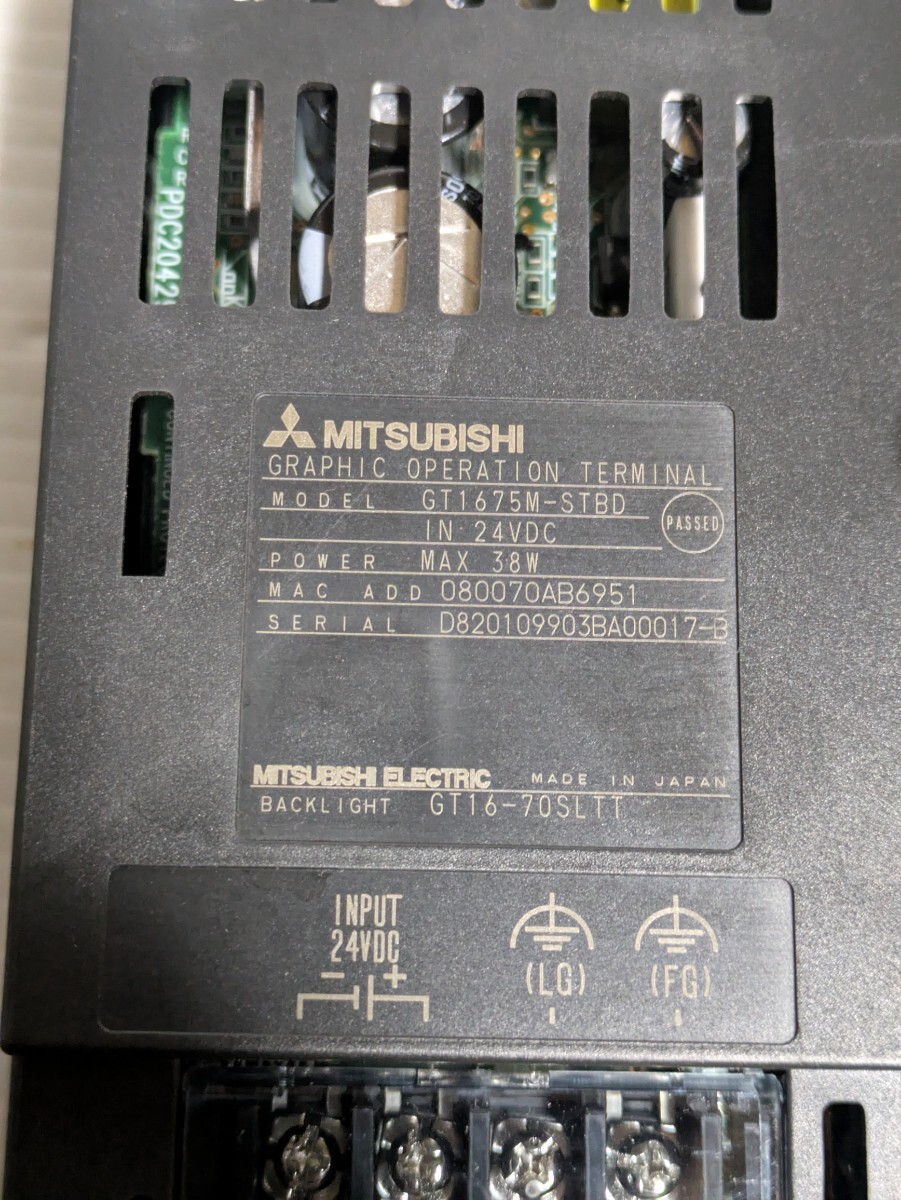 PDC2042
MITSUBISHI
GRAPHIC OPERATION TERMINAL
MODEL GT1675M-STBD
PASSED
IN 24VDC
POWER MAX 38W
MAC ADD 080070AB6951
SERIAL D820109903BA00017-B
MITSUBISHI ELECTRIC MADE IN JAPAN
BACKLIGHT GT16-70SLTT
INPUT
24VDC
- +
(LG) (FG)